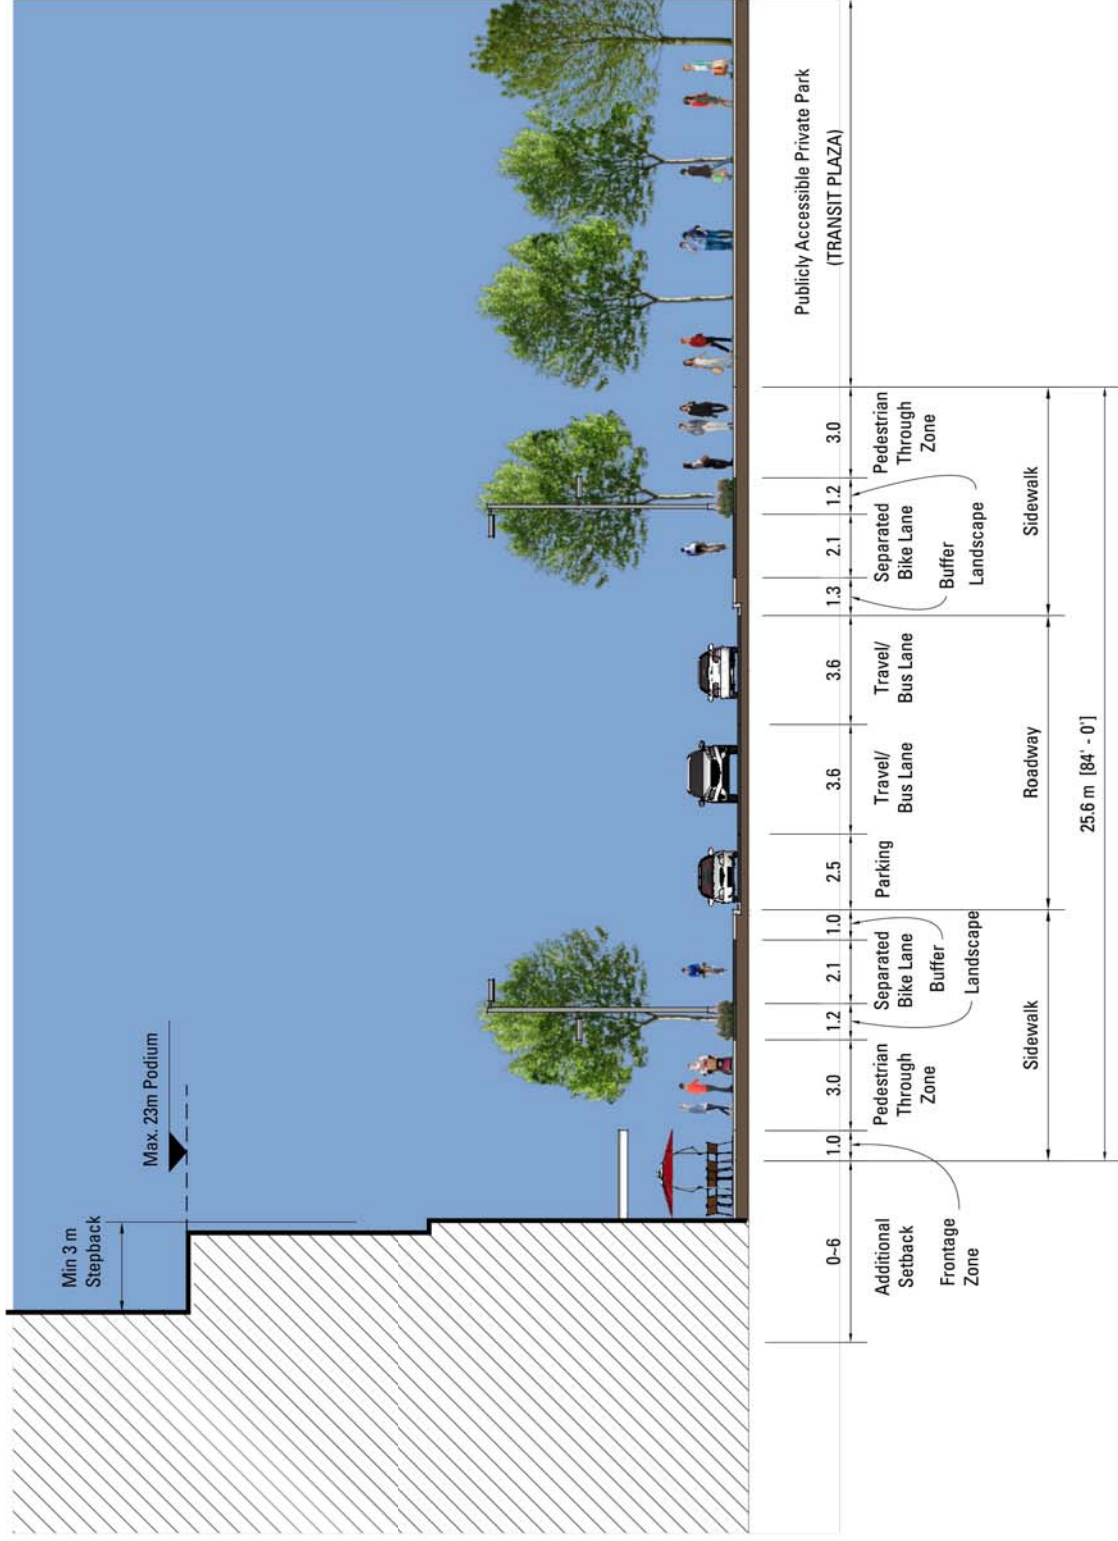 Min 3 m
Stepback
Max. 23m Podium
Publicly Accessible Private Park
(TRANSIT PLAZA)
0~6
1.0
3.0
1.2
2.1
1.0
2.5
3.6
3.6
1.3
2.1
1.2
3.0
Additional
Setback
Frontage
Zone
Pedestrian
Through
Zone
Separated
Bike Lane
Buffer
Landscape
Parking
Travel/
Bus Lane
Travel/
Bus Lane
Separated
Bike Lane
Buffer
Landscape
Pedestrian
Through
Zone
Sidewalk
Roadway
Sidewalk
25.6 m [84' - 0']